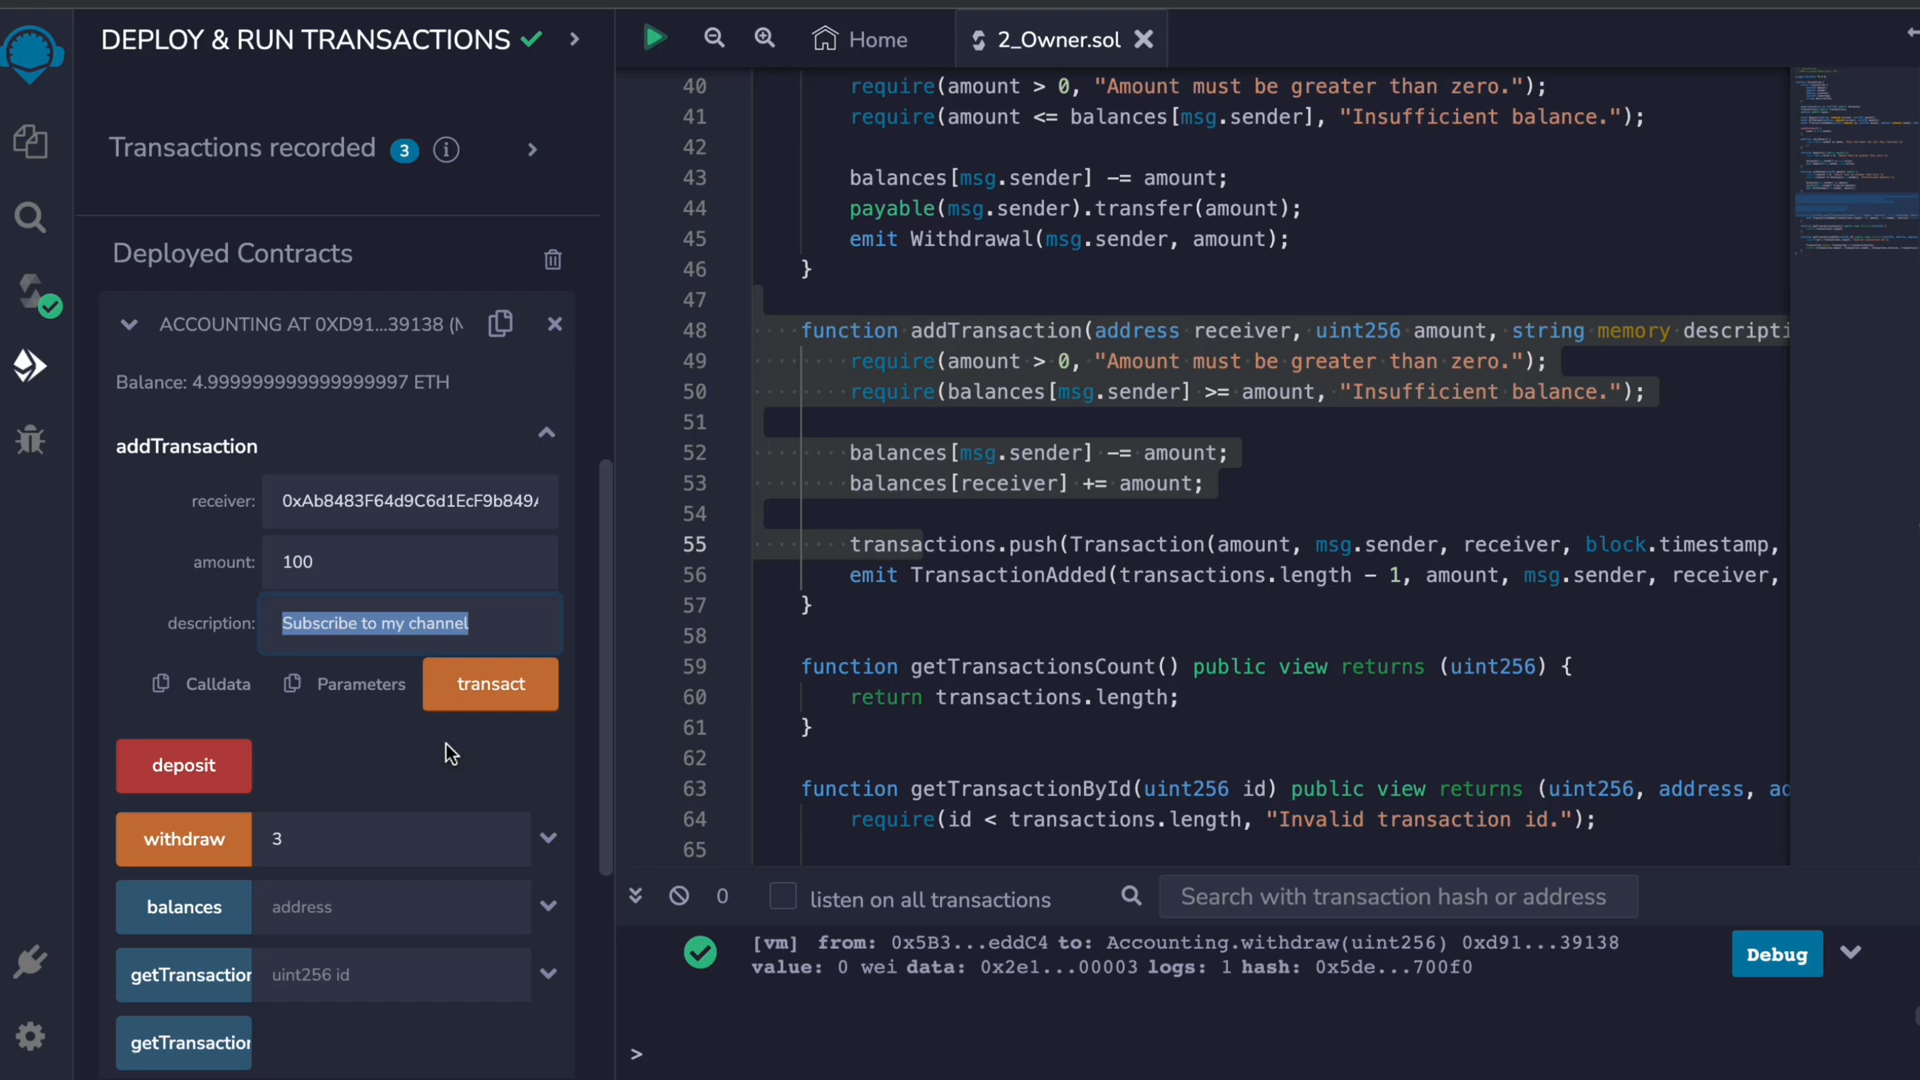 DEPLOY & RUN TRANSACTIONS
Transactions recorded 3
Deployed Contracts
ACCOUNTING AT 0XD91...39138 (M
Balance: 4.999999999999999997 ETH
addTransaction
receiver: 0xAb8483F64d9C6d1EcF9b849A
amount: 100
description: Subscribe to my channel
Calldata Parameters transact
deposit
withdraw 3
balances address
getTransaction uint256 id
getTransaction
Home 2_Owner.sol
40 require(amount > 0, "Amount must be greater than zero.");
41 require(amount <= balances[msg.sender], "Insufficient balance.");
42
43 balances[msg.sender] -= amount;
44 payable(msg.sender).transfer(amount);
45 emit Withdrawal(msg.sender, amount);
46 }
47
48 function addTransaction(address receiver, uint256 amount, string memory descripti
49 require(amount > 0, "Amount must be greater than zero.");
50 require(balances[msg.sender] >= amount, "Insufficient balance.");
51
52 balances[msg.sender] -= amount;
53 balances[receiver] += amount;
54
55 transactions.push(Transaction(amount, msg.sender, receiver, block.timestamp,
56 emit TransactionAdded(transactions.length - 1, amount, msg.sender, receiver,
57 }
58
59 function getTransactionsCount() public view returns (uint256) {
60 return transactions.length;
61 }
62
63 function getTransactionById(uint256 id) public view returns (uint256, address, ad
64 require(id < transactions.length, "Invalid transaction id.");
65
0 listen on all transactions Search with transaction hash or address
[vm] from: 0x5B3...eddC4 to: Accounting.withdraw(uint256) 0xd91...39138
value: 0 wei data: 0x2e1...00003 logs: 1 hash: 0x5de...700f0
Debug
>